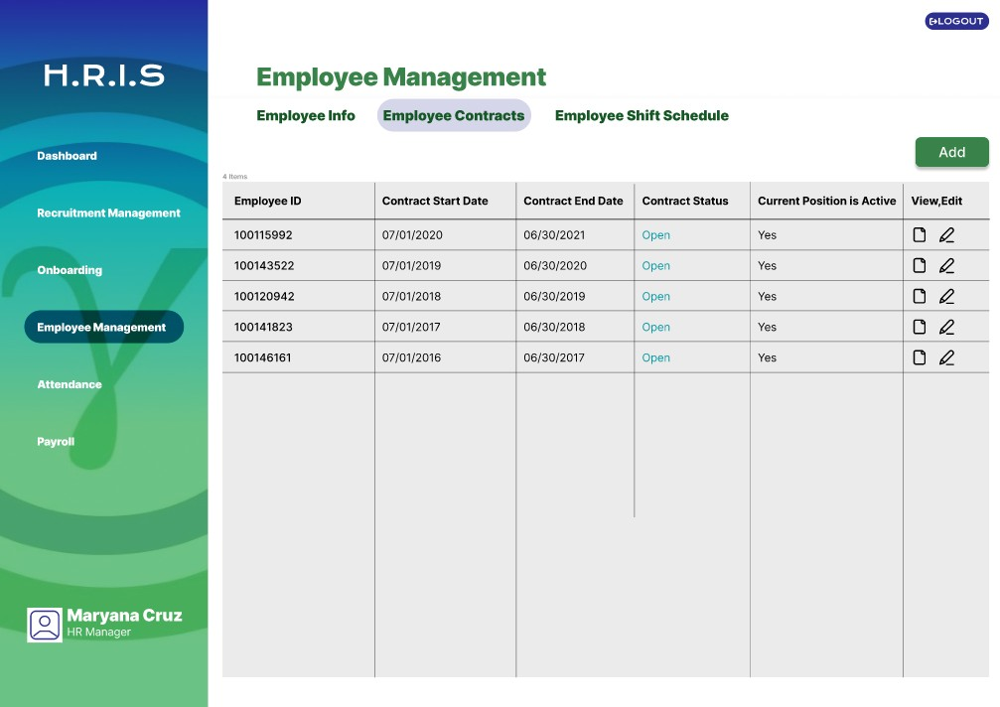 LOGOUT
H.R.I.S
Employee Management
Employee Info Employee Contracts Employee Shift Schedule
Dashboard
Recruitment Management
Onboarding
Employee Management
Attendance
Payroll
Maryana Cruz
HR Manager
Add
4 Items
Employee ID Contract Start Date Contract End Date Contract Status Current Position is Active View,Edit
100115992 07/01/2020 06/30/2021 Open Yes
100143522 07/01/2019 06/30/2020 Open Yes
100120942 07/01/2018 06/30/2019 Open Yes
100141823 07/01/2017 06/30/2018 Open Yes
100146161 07/01/2016 06/30/2017 Open Yes